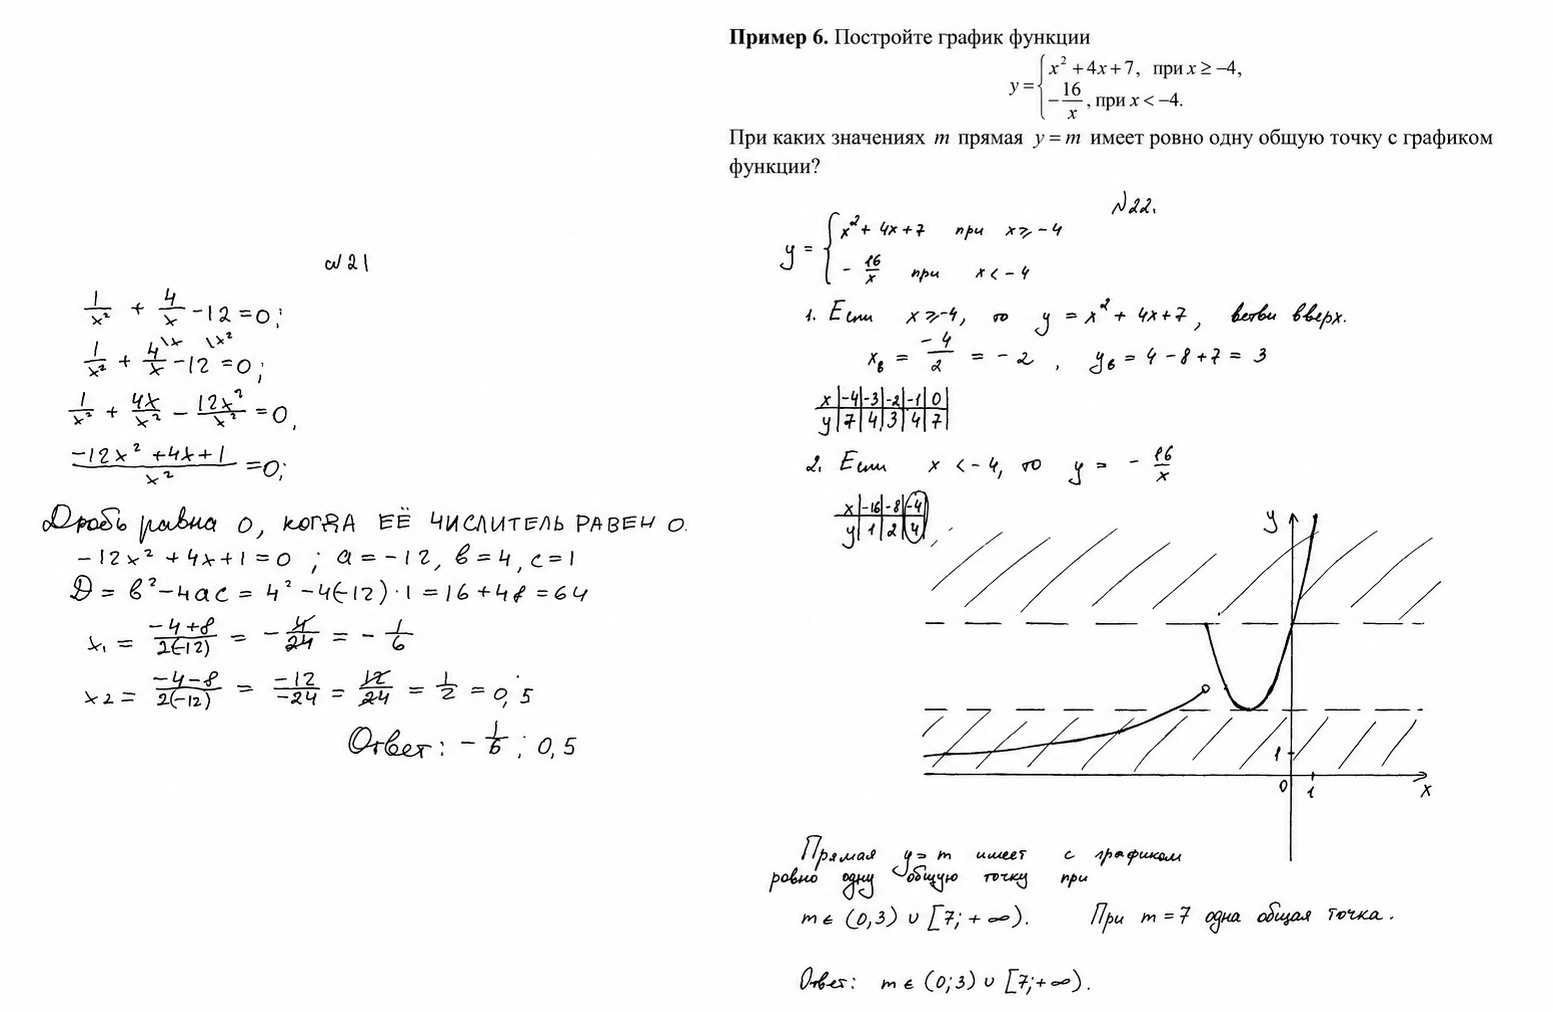 №21
1/x² + 4/x - 12 = 0;
1/x² + 4\x/x - 12\x² = 0;
1/x² + 4x/x² - 12x²/x² = 0,
(-12x² + 4x + 1)/x² = 0;
Дробь равна 0, КОГДА ЕЁ ЧИСЛИТЕЛЬ РАВЕН 0.
-12x² + 4x + 1 = 0 ; a = -12, b = 4, c = 1
D = b² - 4ac = 4² - 4(-12)·1 = 16 + 48 = 64
x₁ = (-4+8)/(2(-12)) = - 4/24 = - 1/6
x2 = (-4-8)/(2(-12)) = -12/-24 = 12/24 = 1/2 = 0,5
Ответ: - 1/6 ; 0,5
Пример 6. Постройте график функции
y = { x² + 4x + 7, при x ≥ -4,
- 16/x, при x < -4.
При каких значениях m прямая y = m имеет ровно одну общую точку с графиком
функции?
№22.
y = { x² + 4x + 7 при x ≥ -4
- 16/x при x < -4
1. Если x ≥ -4, то y = x² + 4x + 7, ветви вверх.
xв = -4/2 = -2, yв = 4 - 8 + 7 = 3
x | -4 | -3 | -2 | -1 | 0
y | 7 | 4 | 3 | 4 | 7
2. Если x < -4, то y = - 16/x
x | -16 | -8 | -4
y | 1 | 2 | 4
y
1
0 1 x
Прямая y = m имеет с графиком
ровно одну общую точку при
m ∈ (0,3) ∪ [7; +∞). При m = 7 одна общая точка.
Ответ: m ∈ (0;3) ∪ [7;+∞).